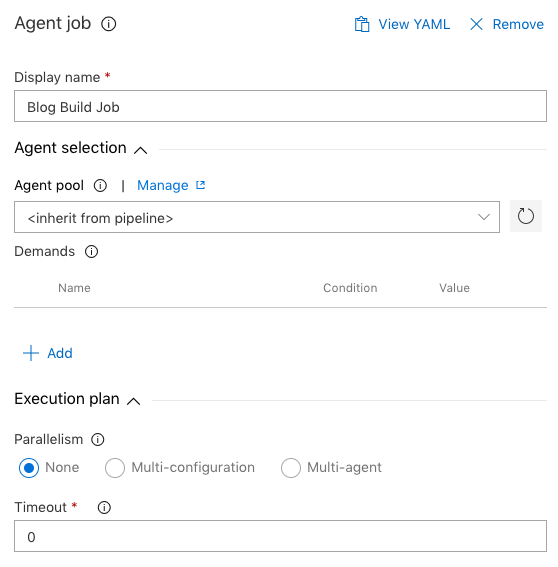 Agent job
View YAML
Remove
Display name *
Blog Build Job
Agent selection
Agent pool | Manage
<inherit from pipeline>
Demands
Name Condition Value
Add
Execution plan
Parallelism
None Multi-configuration Multi-agent
Timeout *
0